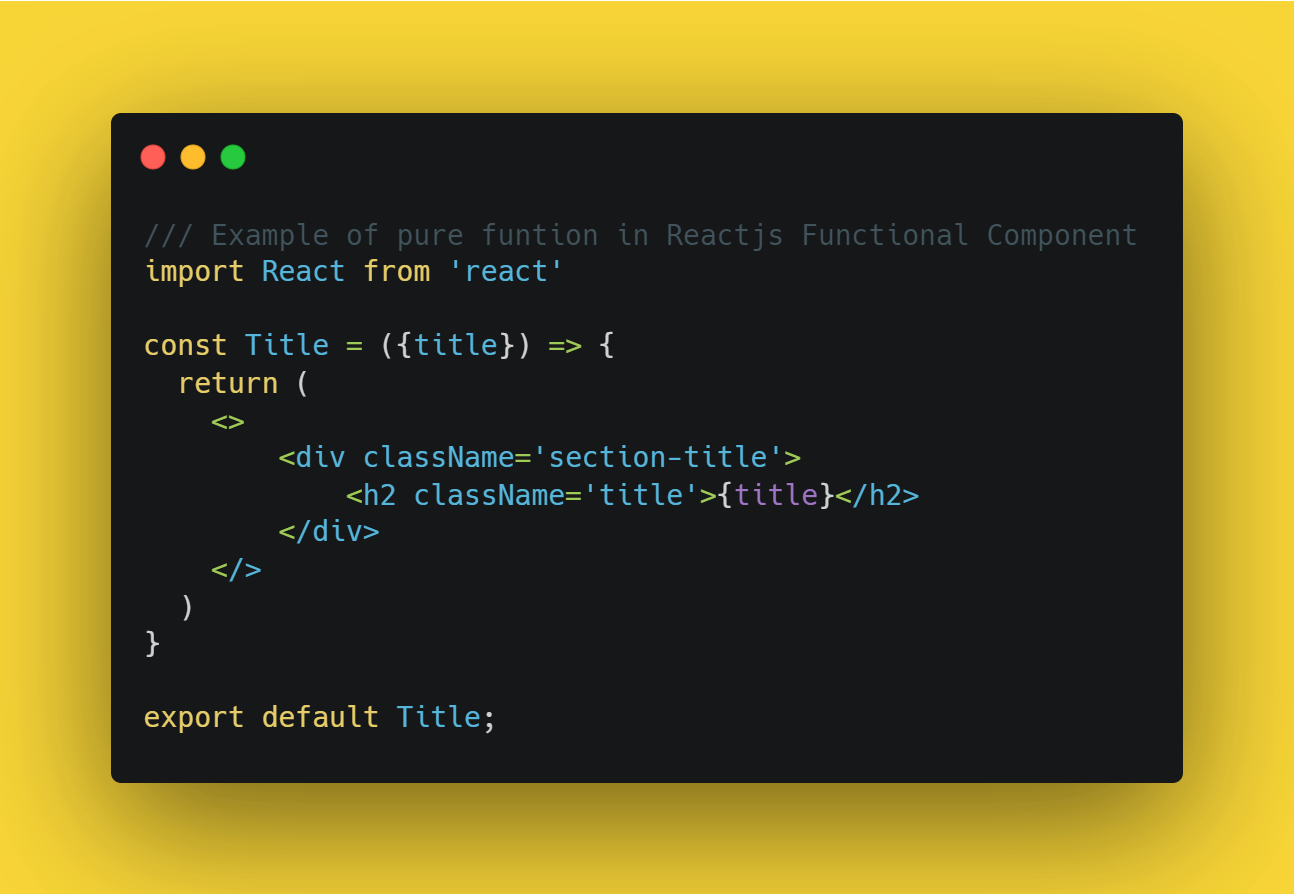 /// Example of pure funtion in Reactjs Functional Component
import React from 'react'
const Title = ({title}) => {
  return (
    <>
        <div className='section-title'>
            <h2 className='title'>{title}</h2>
        </div>
    </>
  )
}
export default Title;